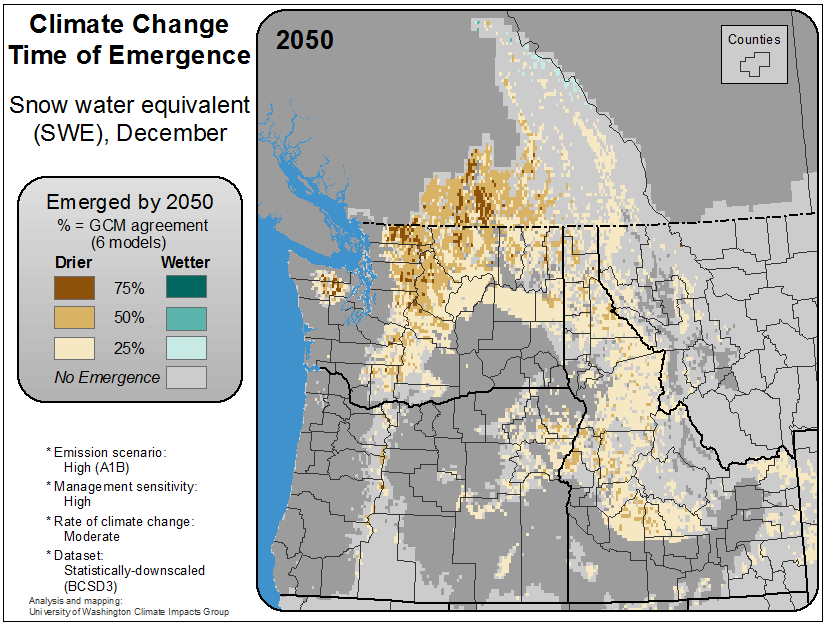 Climate Change
Time of Emergence
Snow water equivalent
(SWE), December
Emerged by 2050
% = GCM agreement
(6 models)
Drier Wetter
75%
50%
25%
No Emergence
* Emission scenario:
High (A1B)
* Management sensitivity:
High
* Rate of climate change:
Moderate
* Dataset:
Statistically-downscaled
(BCSD3)
Analysis and mapping:
University of Washington Climate Impacts Group
2050
Counties